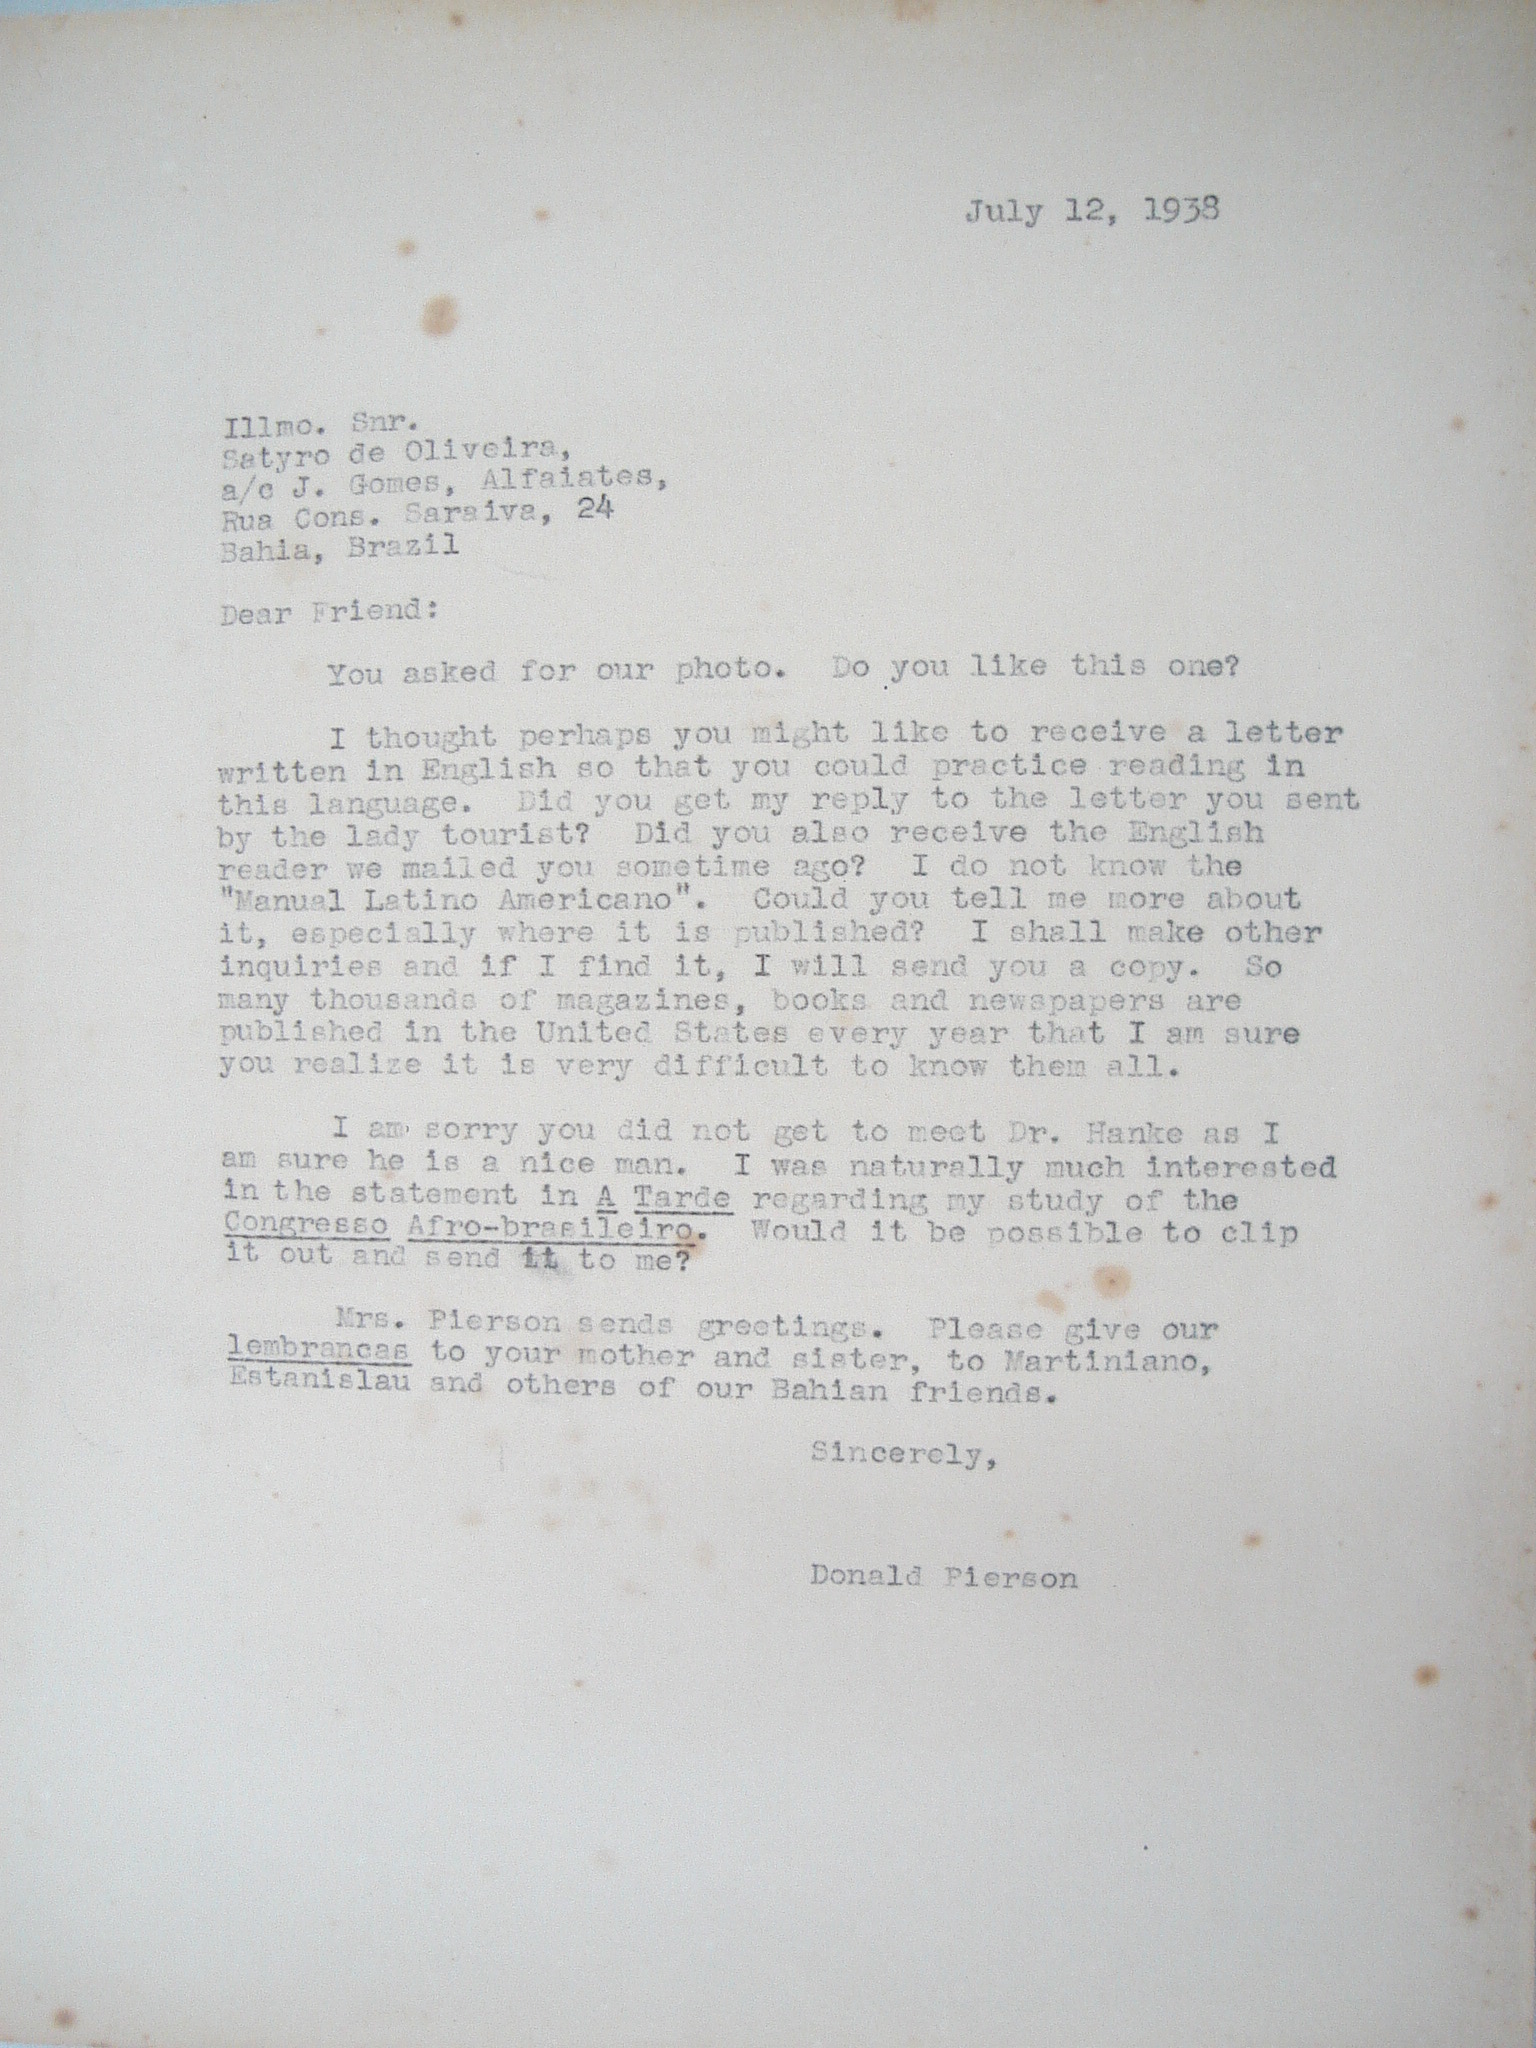 July 12, 1938
Illmo. Snr.
Satyro de Oliveira,
a/c J. Gomes, Alfaiates,
Rua Cons. Saraiva, 24
Bahia, Brazil
Dear Friend:
You asked for our photo. Do you like this one?
I thought perhaps you might like to receive a letter
written in English so that you could practice reading in
this language. Did you get my reply to the letter you sent
by the lady tourist? Did you also receive the English
reader we mailed you sometime ago? I do not know the
"Manual Latino Americano". Could you tell me more about
it, especially where it is published? I shall make other
inquiries and if I find it, I will send you a copy. So
many thousands of magazines, books and newspapers are
published in the United States every year that I am sure
you realize it is very difficult to know them all.
I am sorry you did not get to meet Dr. Hanke as I
am sure he is a nice man. I was naturally much interested
in the statement in A Tarde regarding my study of the
Congresso Afro-brasileiro. Would it be possible to clip
it out and send it to me?
Mrs. Pierson sends greetings. Please give our
lembrancas to your mother and sister, to Martiniano,
Estanislau and others of our Bahian friends.
Sincerely,
Donald Pierson